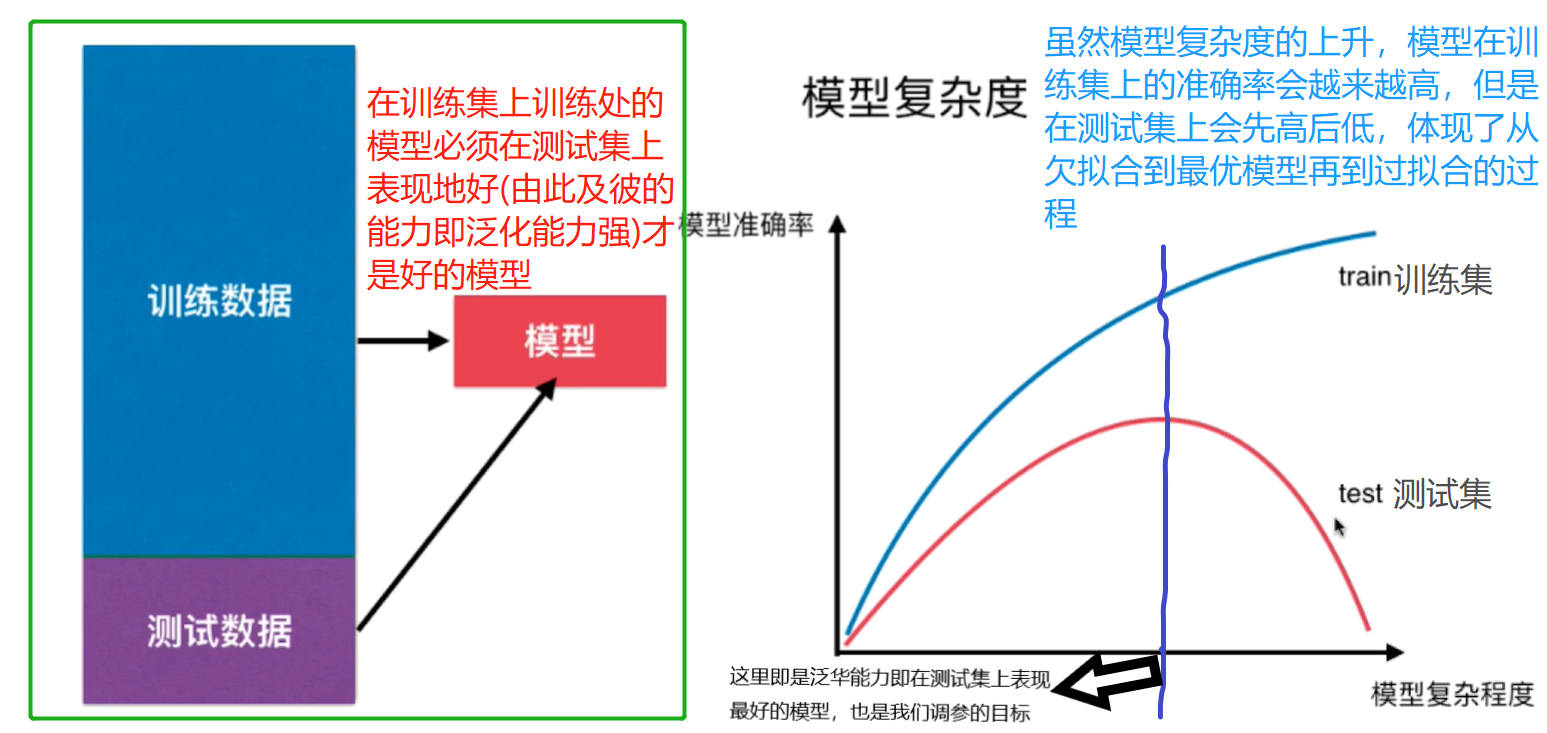 在训练集上训练处的
模型必须在测试集上
表现地好(由此及彼的
能力即泛化能力强)才
是好的模型
训练数据
模型
测试数据
模型复杂度
虽然模型复杂度的上升，模型在训
练集上的准确率会越来越高，但是
在测试集上会先高后低，体现了从
欠拟合到最优模型再到过拟合的过
程
模型准确率
train训练集
test 测试集
这里即是泛华能力即在测试集上表现
最好的模型，也是我们调参的目标
模型复杂程度